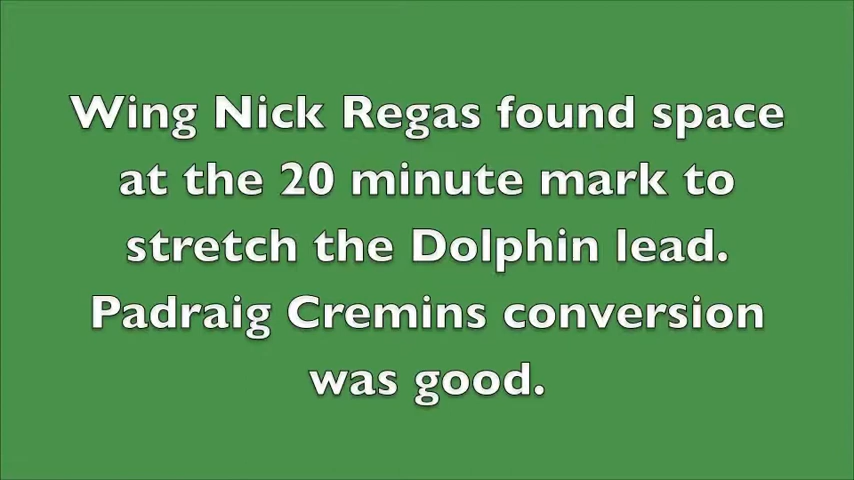 Wing Nick Regas found space
at the 20 minute mark to
stretch the Dolphin lead.
Padraig Cremins conversion
was good.